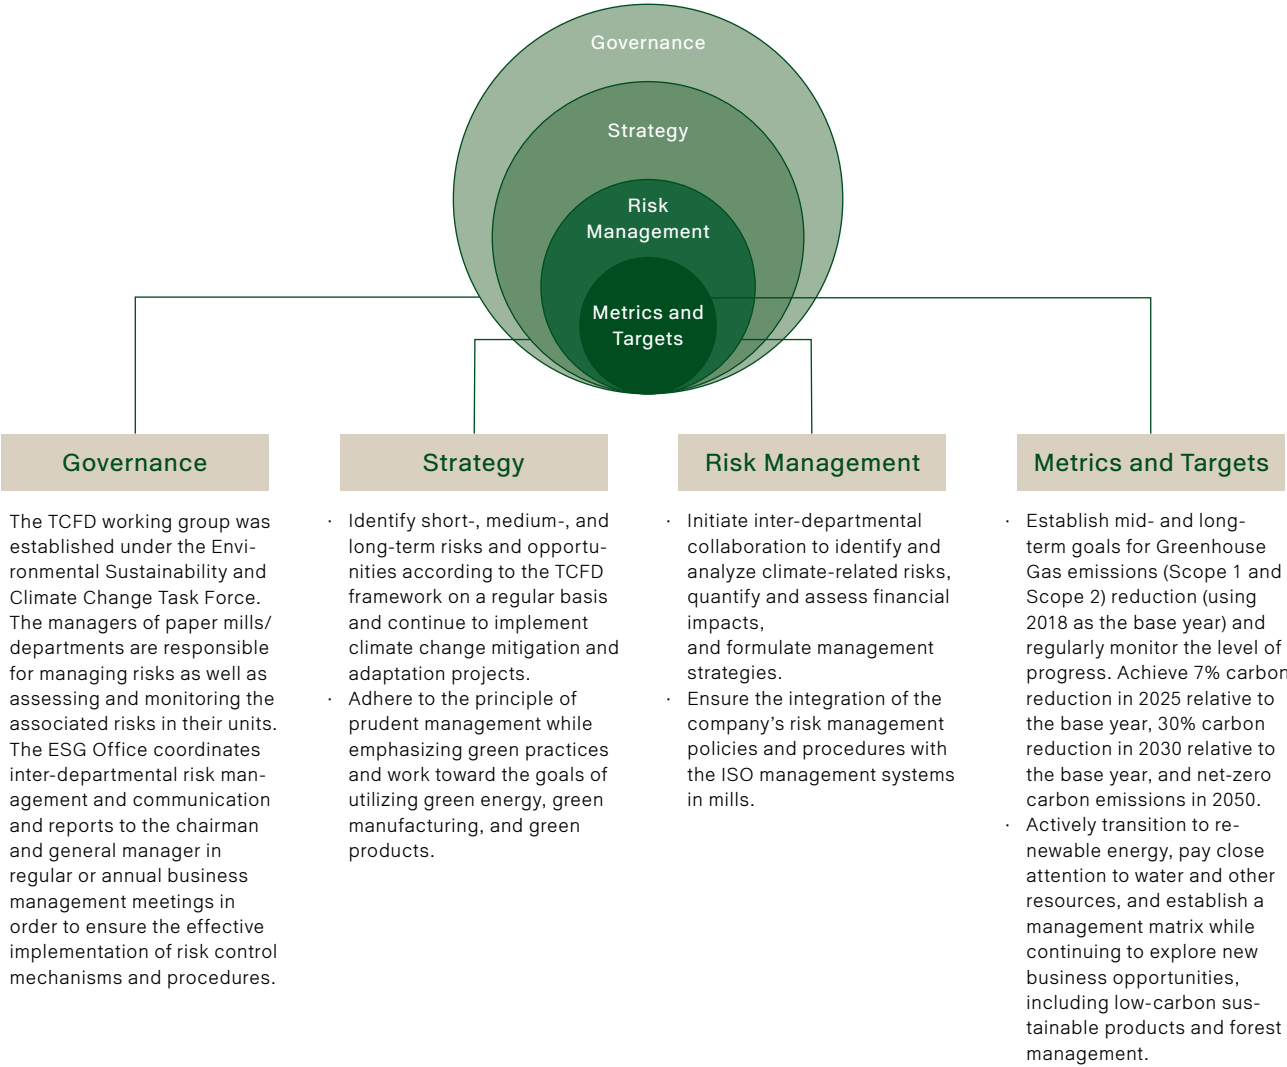 Governance
Strategy
Risk
Management
Metrics and
Targets
Governance
The TCFD working group was
established under the Envi-
ronmental Sustainability and
Climate Change Task Force.
The managers of paper mills/
departments are responsible
for managing risks as well as
assessing and monitoring the
associated risks in their units.
The ESG Office coordinates
inter-departmental risk man-
agement and communication
and reports to the chairman
and general manager in
regular or annual business
management meetings in
order to ensure the effective
implementation of risk control
mechanisms and procedures.
Strategy
· Identify short-, medium-, and
long-term risks and opportu-
nities according to the TCFD
framework on a regular basis
and continue to implement
climate change mitigation and
adaptation projects.
· Adhere to the principle of
prudent management while
emphasizing green practices
and work toward the goals of
utilizing green energy, green
manufacturing, and green
products.
Risk Management
· Initiate inter-departmental
collaboration to identify and
analyze climate-related risks,
quantify and assess financial
impacts,
and formulate management
strategies.
· Ensure the integration of the
company's risk management
policies and procedures with
the ISO management systems
in mills.
Metrics and Targets
· Establish mid- and long-
term goals for Greenhouse
Gas emissions (Scope 1 and
Scope 2) reduction (using
2018 as the base year) and
regularly monitor the level of
progress. Achieve 7% carbon
reduction in 2025 relative to
the base year, 30% carbon
reduction in 2030 relative to
the base year, and net-zero
carbon emissions in 2050.
· Actively transition to re-
newable energy, pay close
attention to water and other
resources, and establish a
management matrix while
continuing to explore new
business opportunities,
including low-carbon sus-
tainable products and forest
management.